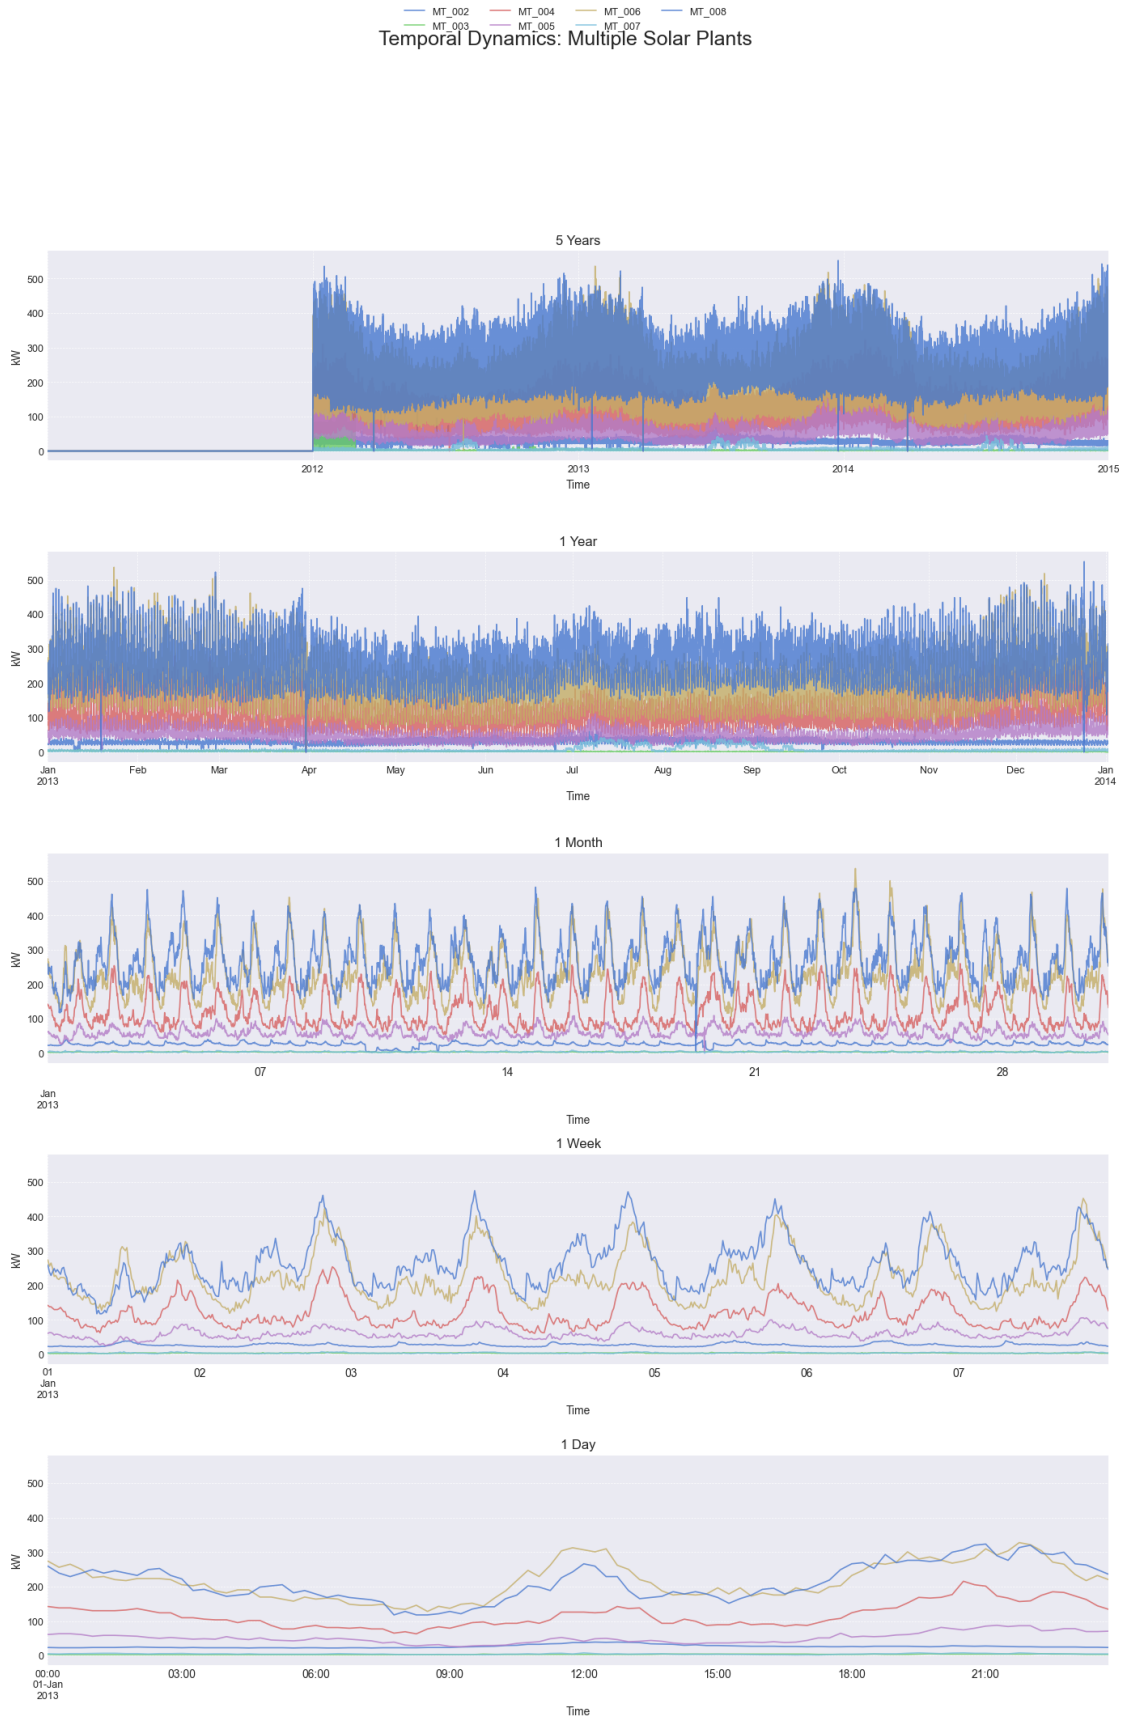 MT_002 MT_004 MT_006 MT_008
MT_003 MT_005 MT_007
Temporal Dynamics: Multiple Solar Plants
5 Years
500
400
300
200
100
0
kW
2012 2013 2014 2015
Time
1 Year
500
400
300
200
100
0
kW
Jan Feb Mar Apr May Jun Jul Aug Sep Oct Nov Dec Jan
2013 2014
Time
1 Month
500
400
300
200
100
0
kW
07 14 21 28
Jan
2013
Time
1 Week
500
400
300
200
100
0
kW
01 02 03 04 05 06 07
Jan
2013
Time
1 Day
500
400
300
200
100
0
kW
00:00 03:00 06:00 09:00 12:00 15:00 18:00 21:00
01-Jan
2013
Time